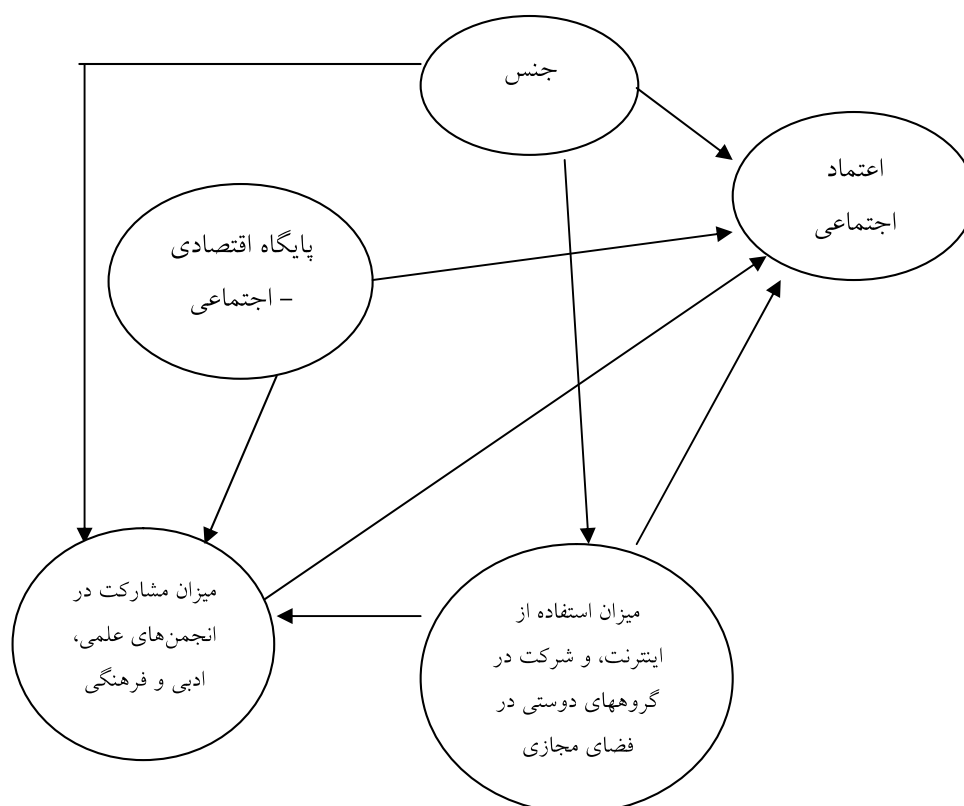 جنس
اعتماد
اجتماعی
پایگاه اقتصادی
– اجتماعی
میزان مشارکت در
انجمن‌های علمی،
ادبی و فرهنگی
میزان استفاده از
اینترنت، و شرکت در
گروههای دوستی در
فضای مجازی